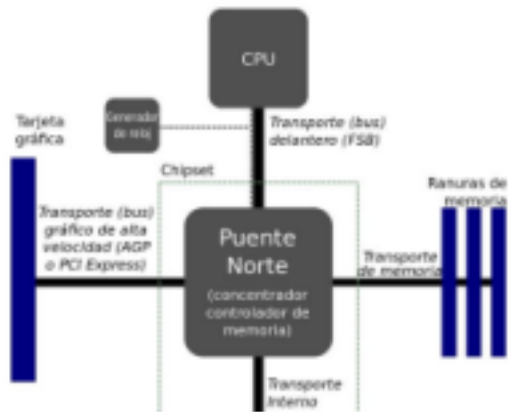 CPU
Generador
de reloj
Transporte (bus)
delantero (FSB)
Tarjeta
gráfica
Chipset
Ranuras de
memoria
Transporte (bus)
gráfico de alta
velocidad (AGP
o PCI Express)
Puente
Norte
(concentrador
controlador de
memoria)
Transporte
de memoria
Transporte
Interno